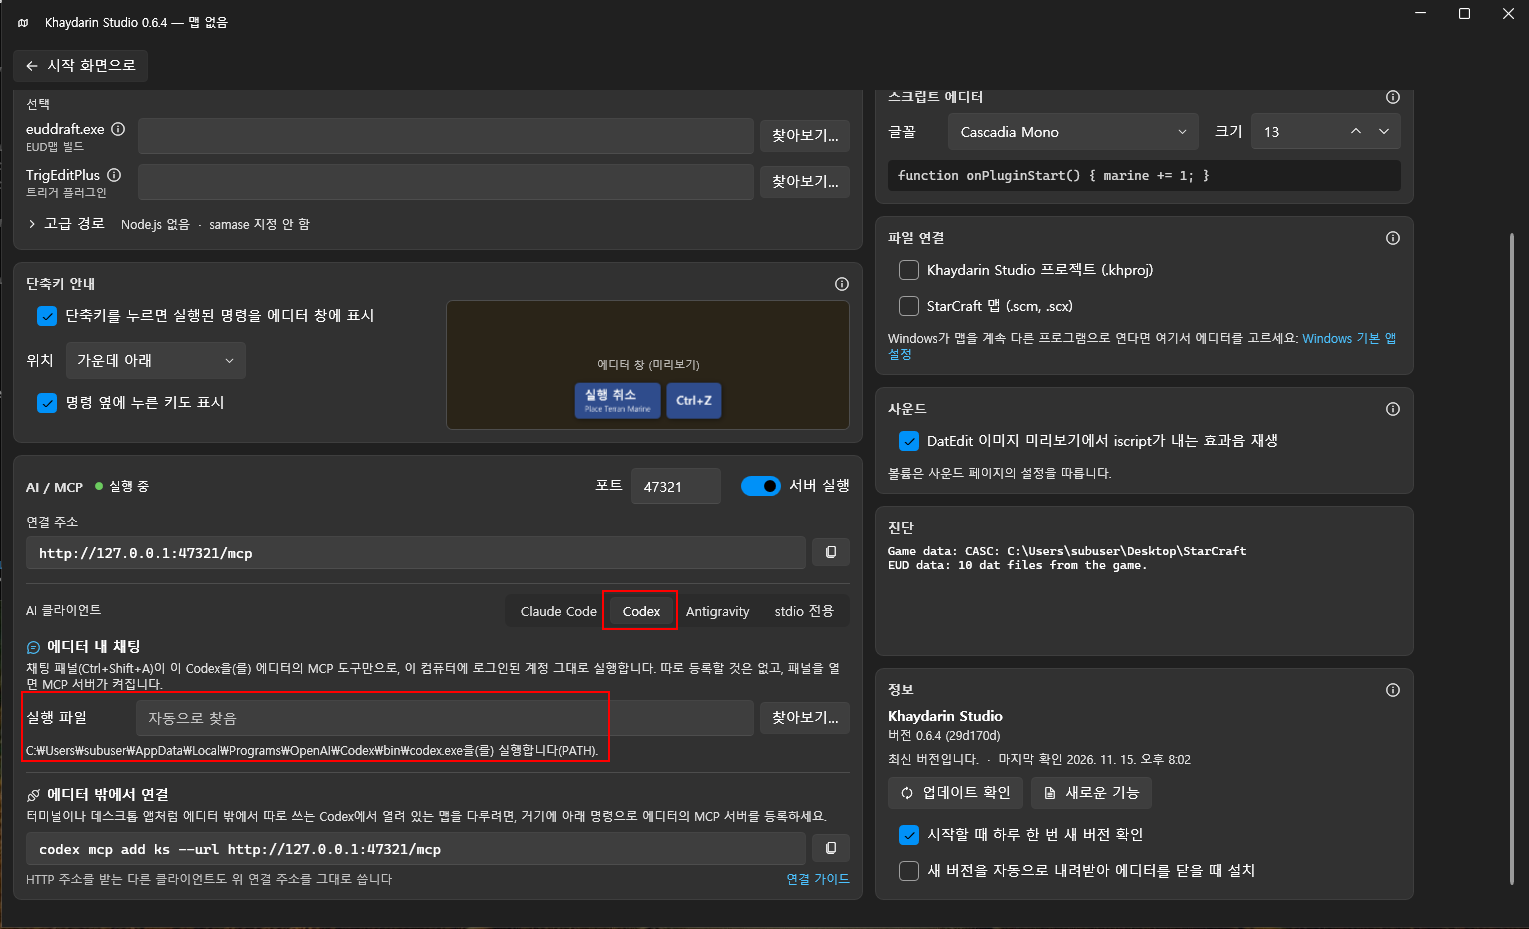 Khaydarin Studio 0.6.4 — 맵 없음
← 시작 화면으로
선택
euddraft.exe
EUD맵 빌드
찾아보기...
TrigEditPlus
트리거 플러그인
찾아보기...
고급 경로 Node.js 없음 · samase 지정 안 함
단축키 안내
단축키를 누르면 실행된 명령을 에디터 창에 표시
위치 가운데 아래
명령 옆에 누른 키도 표시
에디터 창 (미리보기)
실행 취소
Place Terran Marine
Ctrl+Z
AI / MCP 실행 중
포트 47321 서버 실행
연결 주소
http://127.0.0.1:47321/mcp
AI 클라이언트
Claude Code Codex Antigravity stdio 전용
에디터 내 채팅
채팅 패널(Ctrl+Shift+A)이 이 Codex을(를) 에디터의 MCP 도구만으로, 이 컴퓨터에 로그인된 계정 그대로 실행합니다. 따로 등록할 것은 없고, 패널을 열
면 MCP 서버가 켜집니다.
실행 파일 자동으로 찾음 찾아보기...
C:₩Users₩subuser₩AppData₩Local₩Programs₩OpenAI₩Codex₩bin₩codex.exe을(를) 실행합니다(PATH).
에디터 밖에서 연결
터미널이나 데스크톱 앱처럼 에디터 밖에서 따로 쓰는 Codex에서 열려 있는 맵을 다루려면, 거기에 아래 명령으로 에디터의 MCP 서버를 등록하세요.
codex mcp add ks --url http://127.0.0.1:47321/mcp
HTTP 주소를 받는 다른 클라이언트도 위 연결 주소를 그대로 씁니다
연결 가이드
스크립트 에디터
글꼴 Cascadia Mono 크기 13
function onPluginStart() { marine += 1; }
파일 연결
Khaydarin Studio 프로젝트 (.khproj)
StarCraft 맵 (.scm, .scx)
Windows가 맵을 계속 다른 프로그램으로 연다면 여기서 에디터를 고르세요: Windows 기본 앱
설정
사운드
DatEdit 이미지 미리보기에서 iscript가 내는 효과음 재생
볼륨은 사운드 페이지의 설정을 따릅니다.
진단
Game data: CASC: C:\Users\subuser\Desktop\StarCraft
EUD data: 10 dat files from the game.
정보
Khaydarin Studio
버전 0.6.4 (29d170d)
최신 버전입니다. · 마지막 확인 2026. 11. 15. 오후 8:02
업데이트 확인 새로운 기능
시작할 때 하루 한 번 새 버전 확인
새 버전을 자동으로 내려받아 에디터를 닫을 때 설치